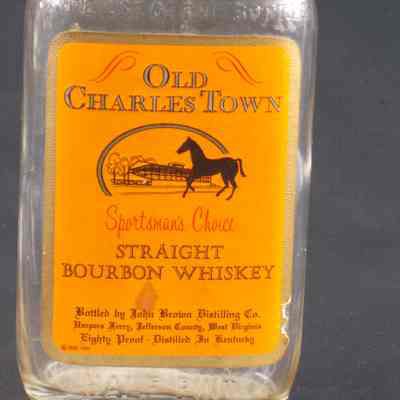 OLD
CHARLES TOWN
Sportsman's Choice
STRAIGHT
BOURBON WHISKEY
Bottled by John Brown Distilling Co.
Harpers Ferry, Jefferson County, West Virginia
Eighty Proof - Distilled In Kentucky